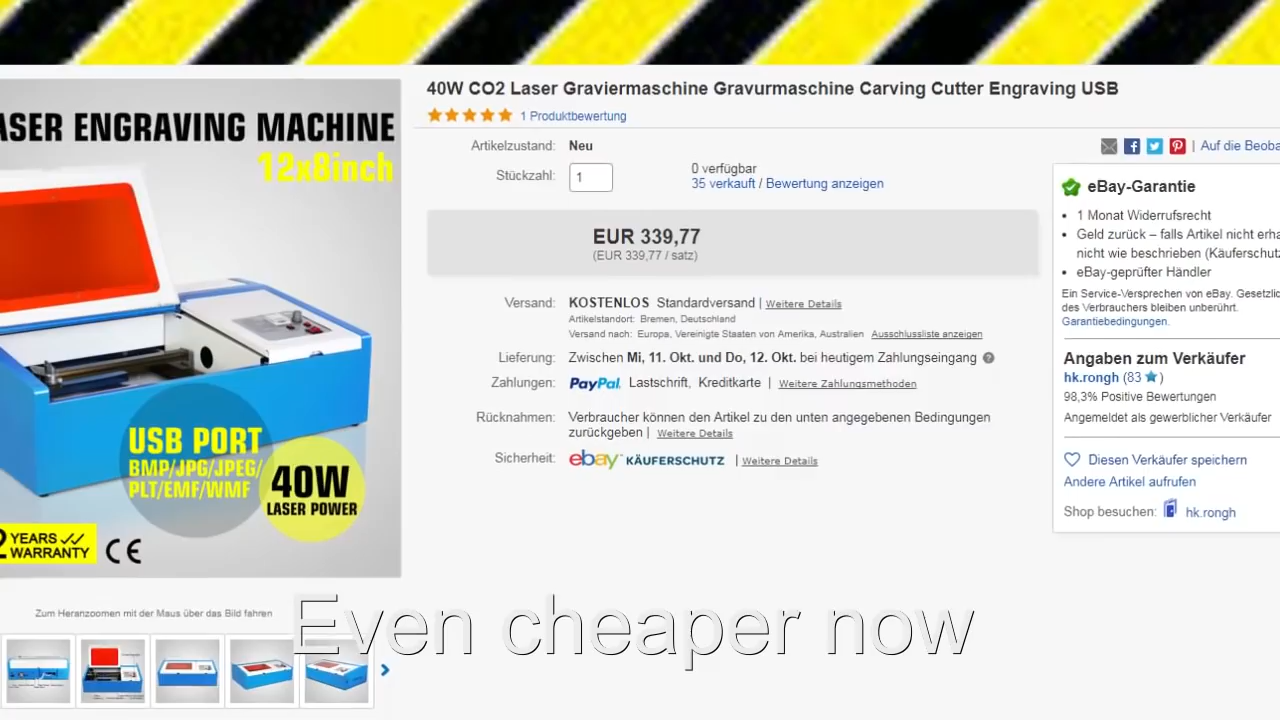 ASER ENGRAVING MACHINE
12x8inch
USB PORT
BMP/JPG/JPEG/
PLT/EMF/WMF
40W
LASER POWER
2 YEARS
WARRANTY
CE
Zum Heranzoomen mit der Maus über das Bild fahren
40W CO2 Laser Graviermaschine Gravurmaschine Carving Cutter Engraving USB
1 Produktbewertung
Artikelzustand: Neu
Stückzahl: 1
0 verfügbar
35 verkauft / Bewertung anzeigen
EUR 339,77
(EUR 339,77 / satz)
Versand: KOSTENLOS Standardversand | Weitere Details
Artikelstandort: Bremen, Deutschland
Versand nach: Europa, Vereinigte Staaten von Amerika, Australien Ausschlussliste anzeigen
Lieferung: Zwischen Mi, 11. Okt. und Do, 12. Okt. bei heutigem Zahlungseingang
Zahlungen: PayPal, Lastschrift, Kreditkarte | Weitere Zahlungsmethoden
Rücknahmen: Verbraucher können den Artikel zu den unten angegebenen Bedingungen
zurückgeben | Weitere Details
Sicherheit: ebay KÄUFERSCHUTZ | Weitere Details
| Auf die Beoba
eBay-Garantie
• 1 Monat Widerrufsrecht
• Geld zurück – falls Artikel nicht erha
nicht wie beschrieben (Käuferschutz
• eBay-geprüfter Händler
Ein Service-Versprechen von eBay. Gesetzlic
des Verbrauchers bleiben unberührt.
Garantiebedingungen.
Angaben zum Verkäufer
hk.rongh (83 )
98,3% Positive Bewertungen
Angemeldet als gewerblicher Verkäufer
Diesen Verkäufer speichern
Andere Artikel aufrufen
Shop besuchen: hk.rongh
Even cheaper now